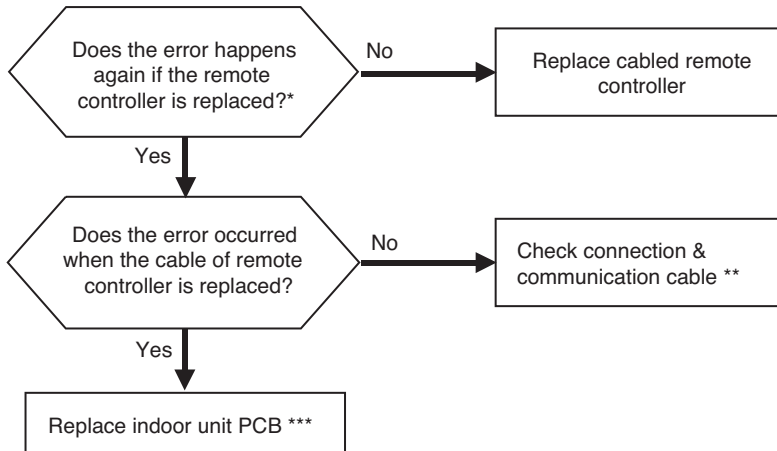 Does the error happens
again if the remote
controller is replaced?*
No
Replace cabled remote
controller
Yes
Does the error occurred
when the cable of remote
controller is replaced?
No
Check connection &
communication cable **
Yes
Replace indoor unit PCB ***